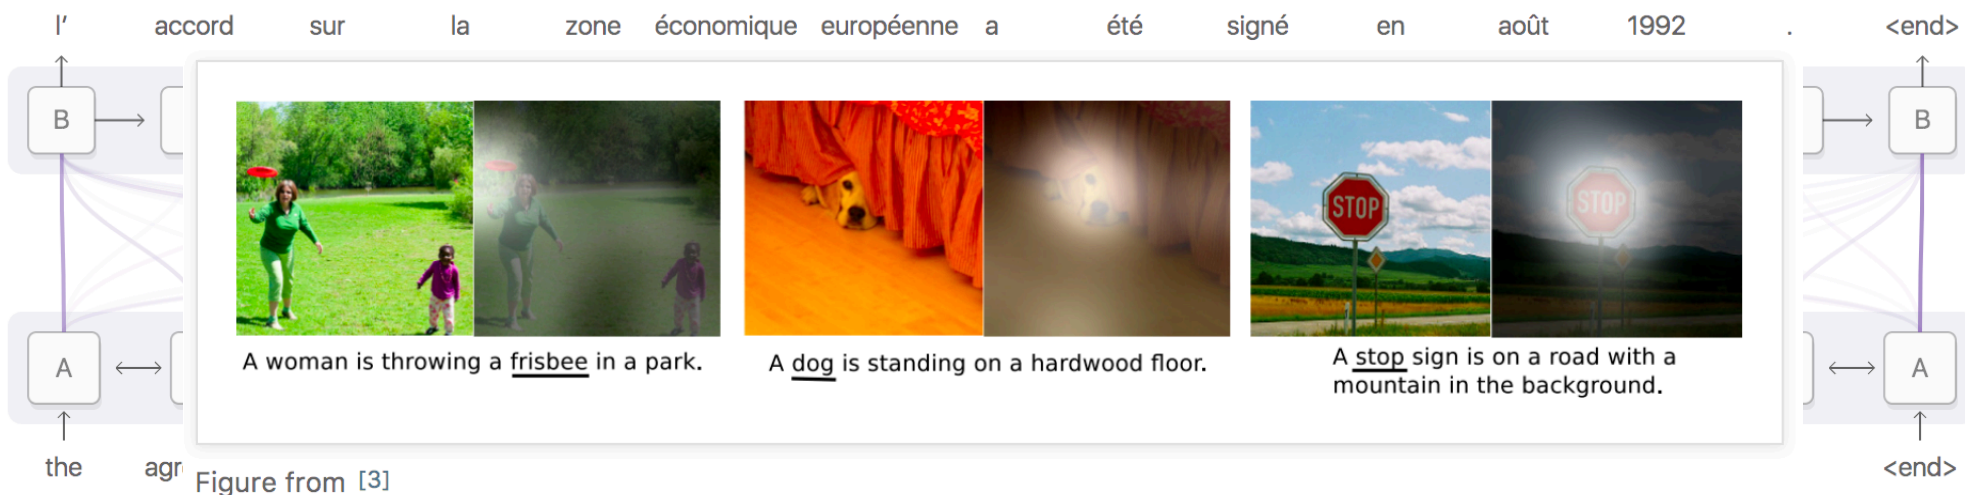 l’ accord sur la zone économique européenne a été signé en août 1992 . <end>
B B
STOP STOP
A woman is throwing a frisbee in a park.
A dog is standing on a hardwood floor.
A stop sign is on a road with a
mountain in the background.
A A
the agr <end>
Figure from [3]